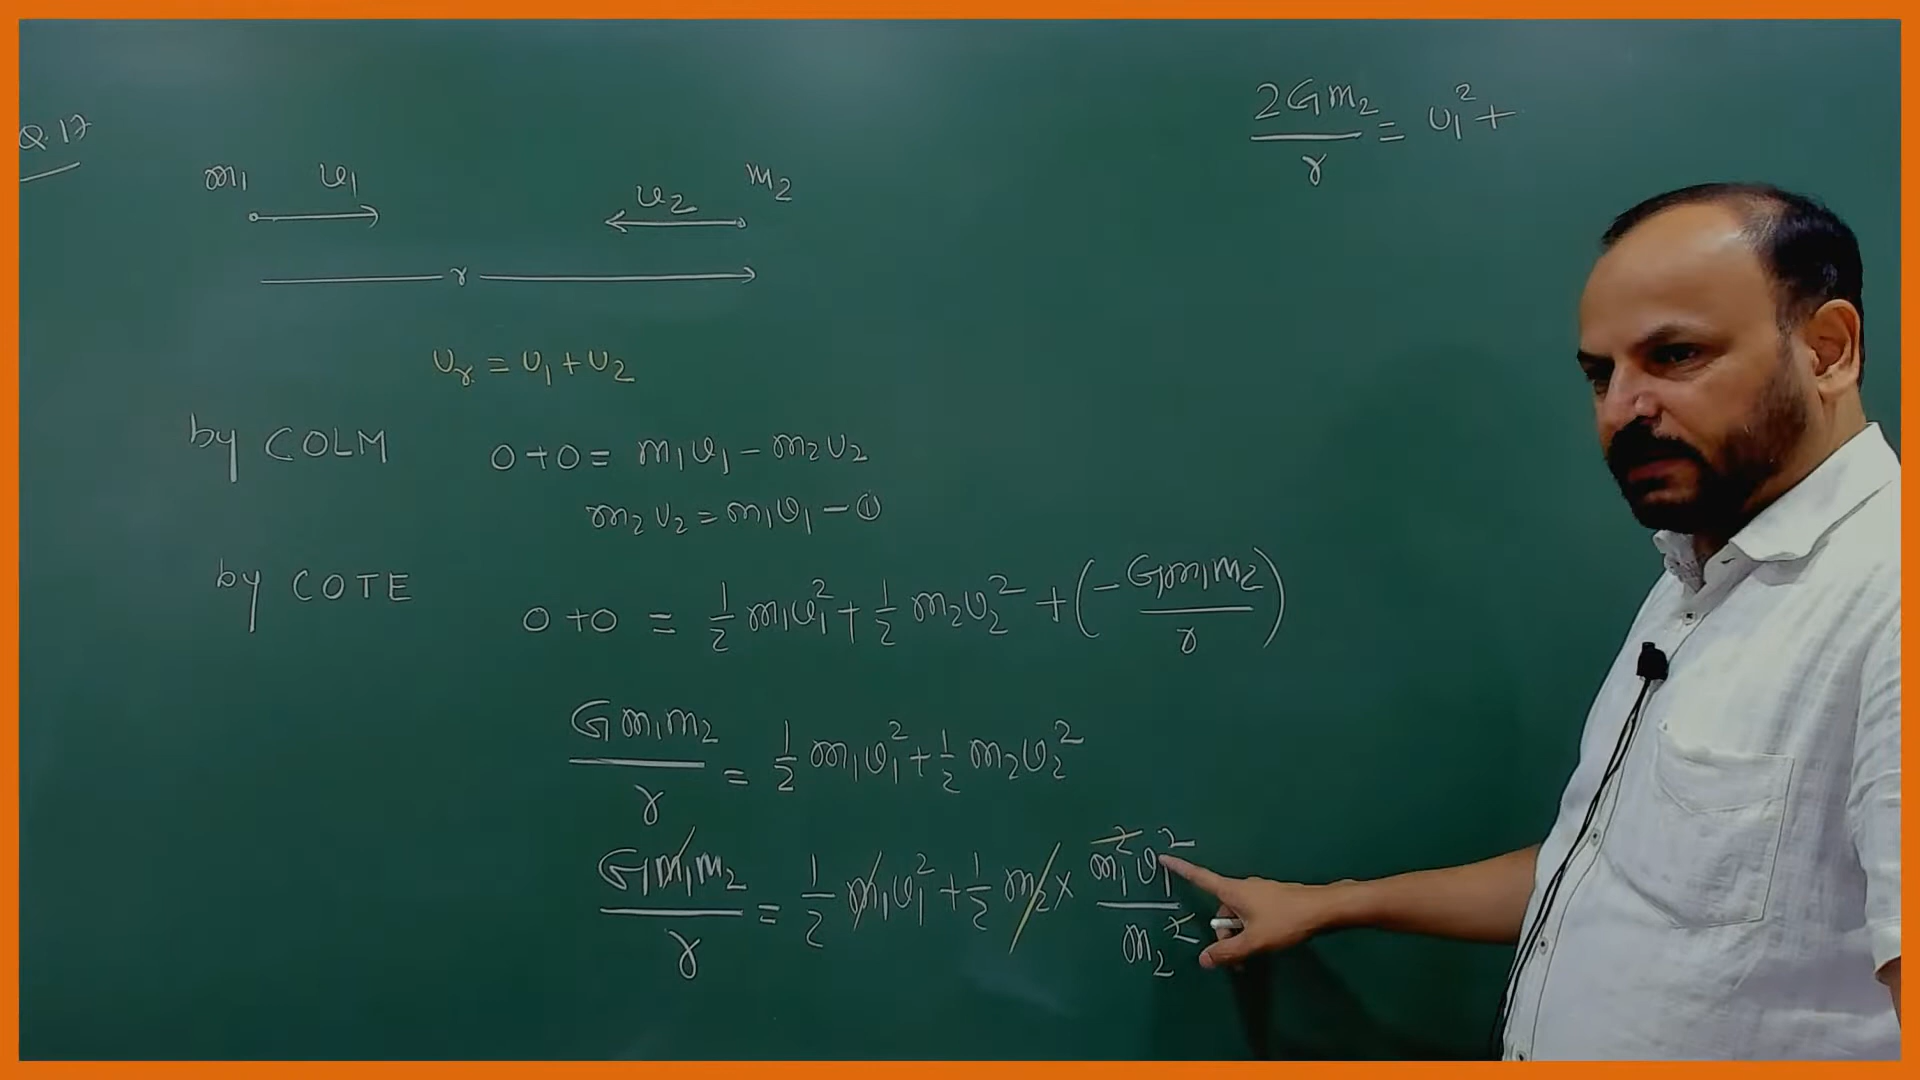 Q.17
m₁ v₁ v₂ m₂
r
vᵣ = v₁ + v₂
by COLM 0+0 = m₁v₁ - m₂v₂
m₂v₂ = m₁v₁ - ①
by COTE 0+0 = 1/2 m₁v₁² + 1/2 m₂v₂² + (-Gm₁m₂/r)
Gm₁m₂/r = 1/2 m₁v₁² + 1/2 m₂v₂²
Gm₁m₂/r = 1/2 m₁v₁² + 1/2 m₂ × m₁²v₁²/m₂²
2Gm₂/r = v₁² +